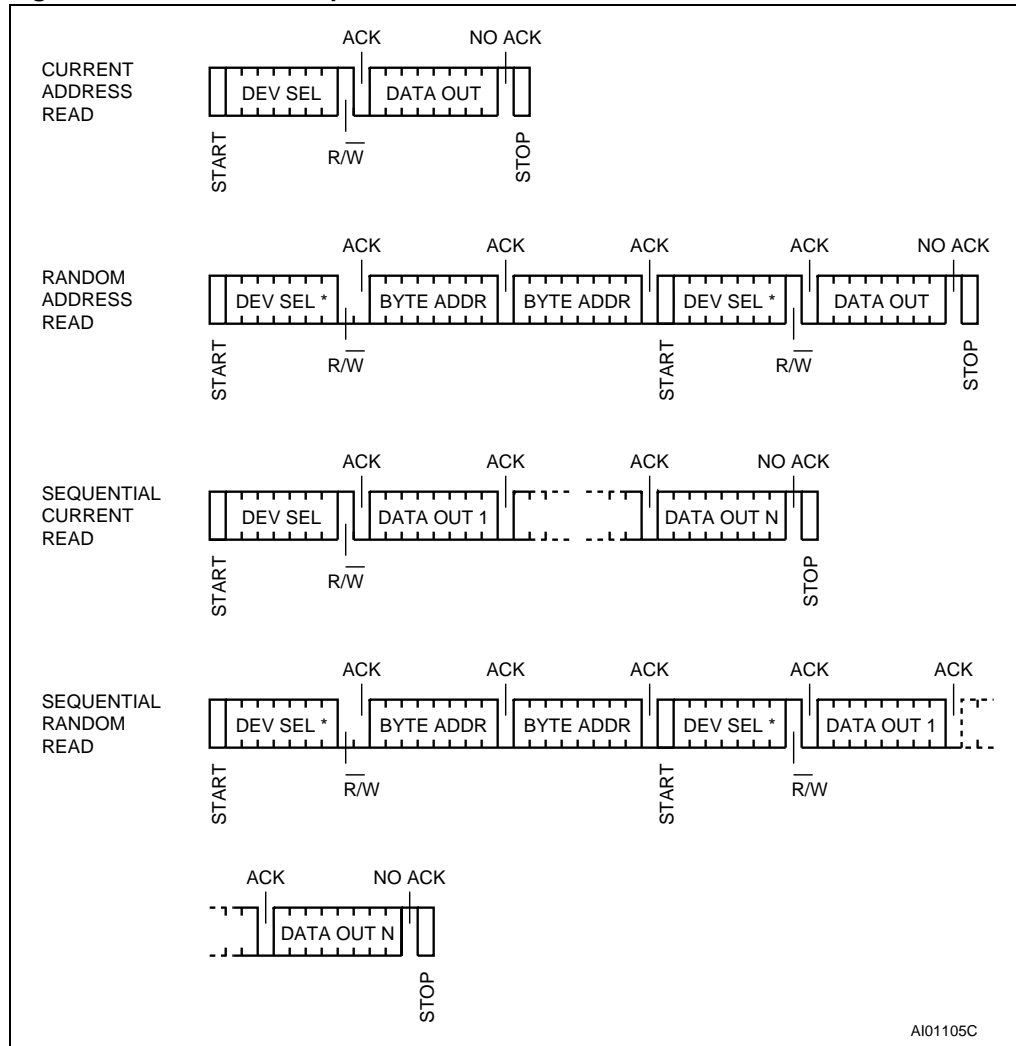 ACK NO ACK
CURRENT
ADDRESS
READ
DEV SEL DATA OUT
START R/W STOP
ACK ACK ACK ACK NO ACK
RANDOM
ADDRESS
READ
DEV SEL * BYTE ADDR BYTE ADDR DEV SEL * DATA OUT
START R/W START R/W STOP
ACK ACK ACK NO ACK
SEQUENTIAL
CURRENT
READ
DEV SEL DATA OUT 1 DATA OUT N
START R/W STOP
ACK ACK ACK ACK ACK
SEQUENTIAL
RANDOM
READ
DEV SEL * BYTE ADDR BYTE ADDR DEV SEL * DATA OUT 1
START R/W START R/W
ACK NO ACK
DATA OUT N
STOP
AI01105C